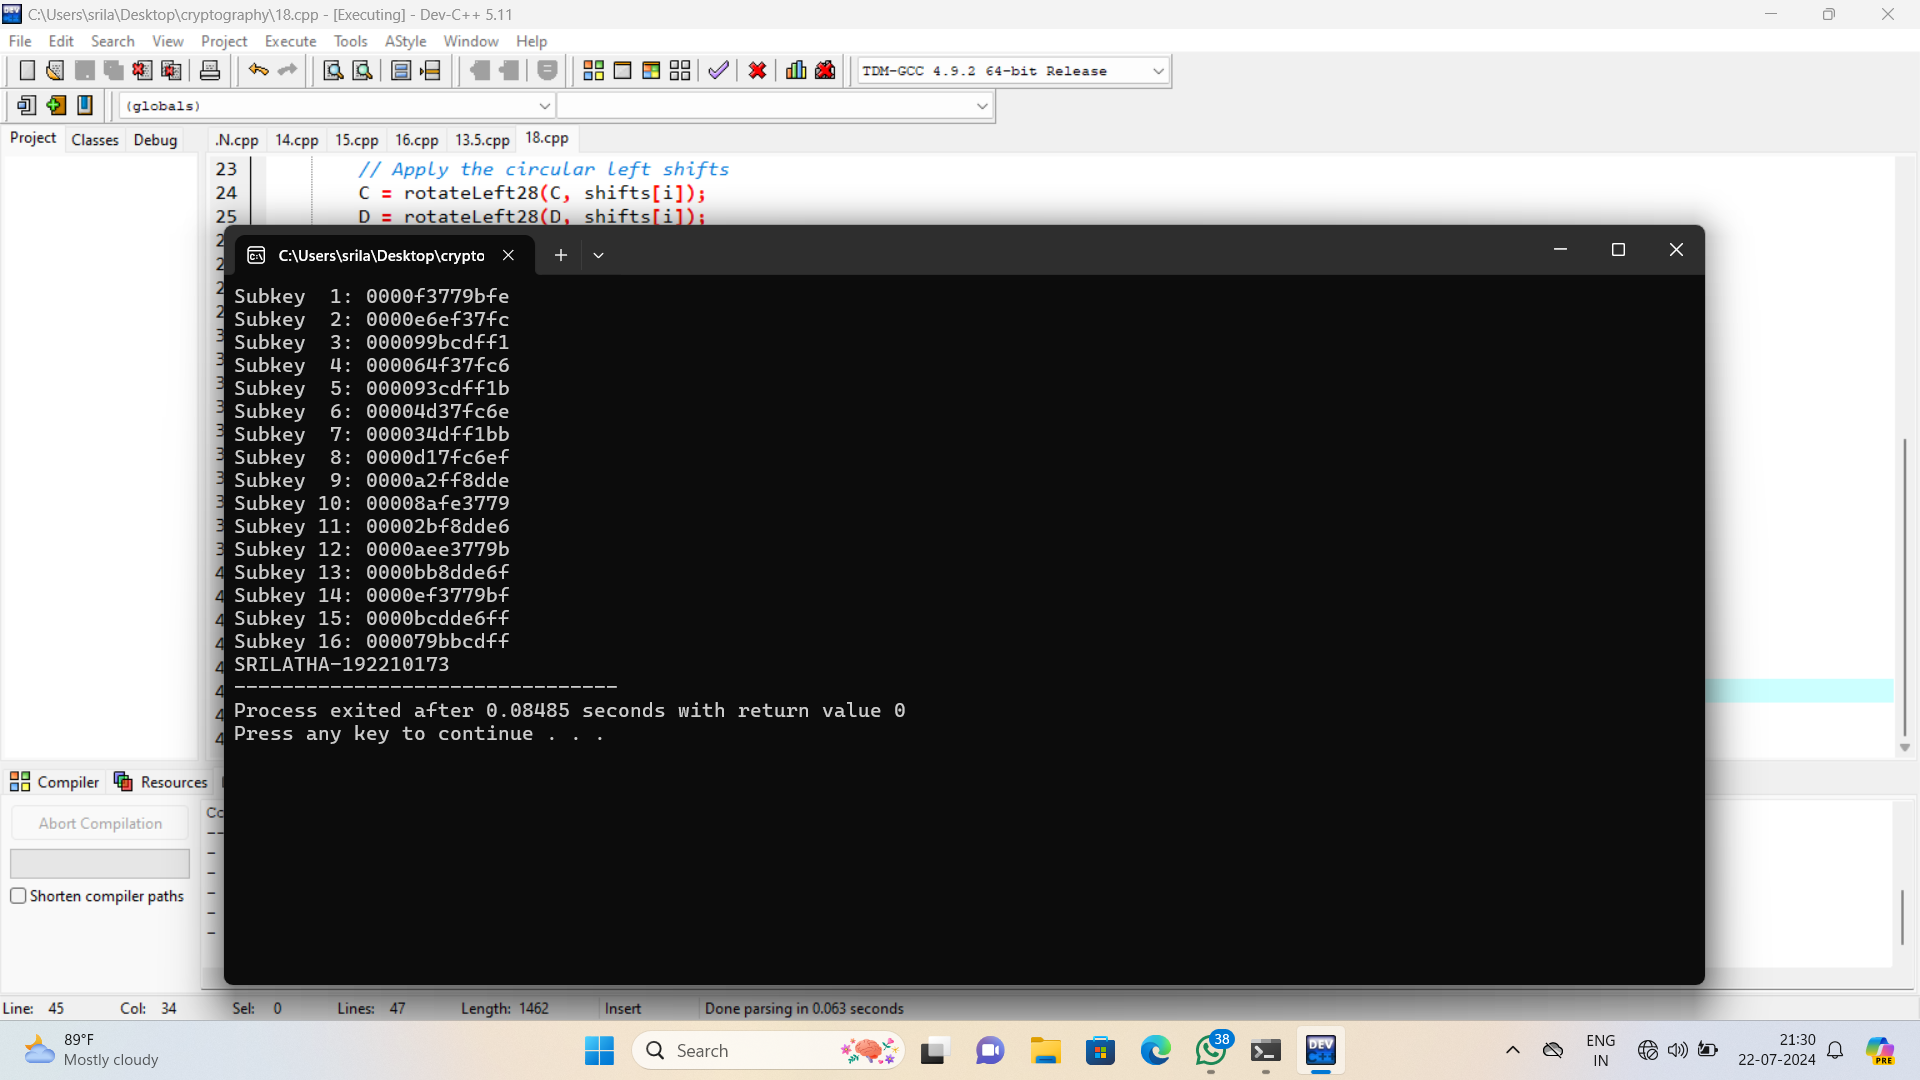 C:\Users\srila\Desktop\cryptography\18.cpp - [Executing] - Dev-C++ 5.11
File Edit Search View Project Execute Tools AStyle Window Help
TDM-GCC 4.9.2 64-bit Release
(globals)
Project Classes Debug .N.cpp 14.cpp 15.cpp 16.cpp 13.5.cpp 18.cpp
23 // Apply the circular left shifts
24 C = rotateLeft28(C, shifts[i]);
25 D = rotateLeft28(D, shifts[i]);
C:\Users\srila\Desktop\crypto
Subkey  1: 0000f3779bfe
Subkey  2: 0000e6ef37fc
Subkey  3: 000099bcdff1
Subkey  4: 000064f37fc6
Subkey  5: 000093cdff1b
Subkey  6: 00004d37fc6e
Subkey  7: 000034dff1bb
Subkey  8: 0000d17fc6ef
Subkey  9: 0000a2ff8dde
Subkey 10: 00008afe3779
Subkey 11: 00002bf8dde6
Subkey 12: 0000aee3779b
Subkey 13: 0000bb8dde6f
Subkey 14: 0000ef3779bf
Subkey 15: 0000bcdde6ff
Subkey 16: 000079bbcdff
SRILATHA-192210173
--------------------------------
Process exited after 0.08485 seconds with return value 0
Press any key to continue . . .
Compiler Resources
Abort Compilation
Shorten compiler paths
Line: 45 Col: 34 Sel: 0 Lines: 47 Length: 1462 Insert Done parsing in 0.063 seconds
89°F
Mostly cloudy
Search
38
DEV
ENG
IN
21:30
22-07-2024
PRE